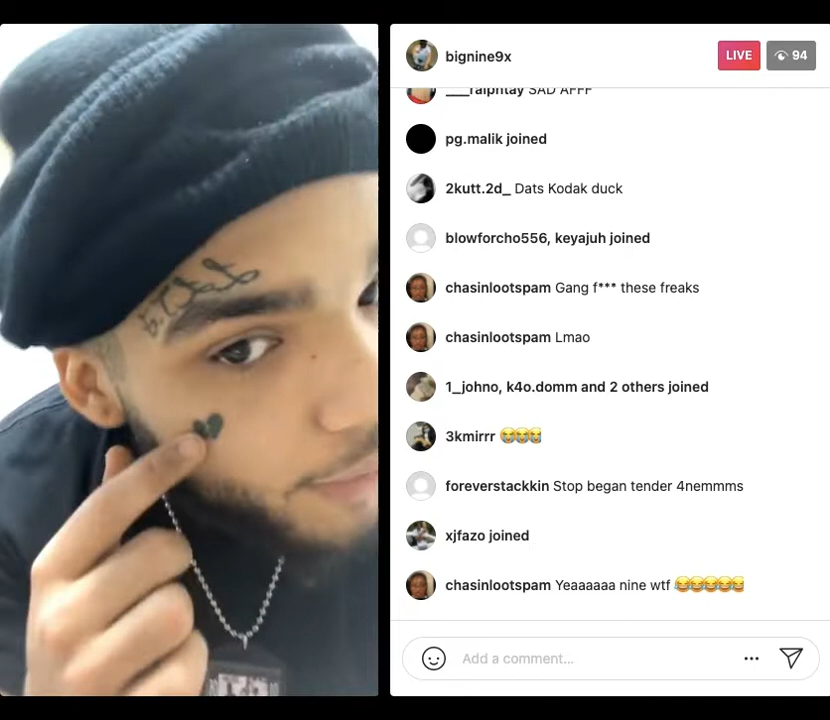 bignine9x
LIVE
94
___ralphtay SAD AFFF
pg.malik joined
2kutt.2d_ Dats Kodak duck
blowforcho556, keyajuh joined
chasinlootspam Gang f*** these freaks
chasinlootspam Lmao
1_johno, k4o.domm and 2 others joined
3kmirrr 😭😭😭
foreverstackkin Stop began tender 4nemmms
xjfazo joined
chasinlootspam Yeaaaaaa nine wtf 😂😂😂😂😂
Add a comment...